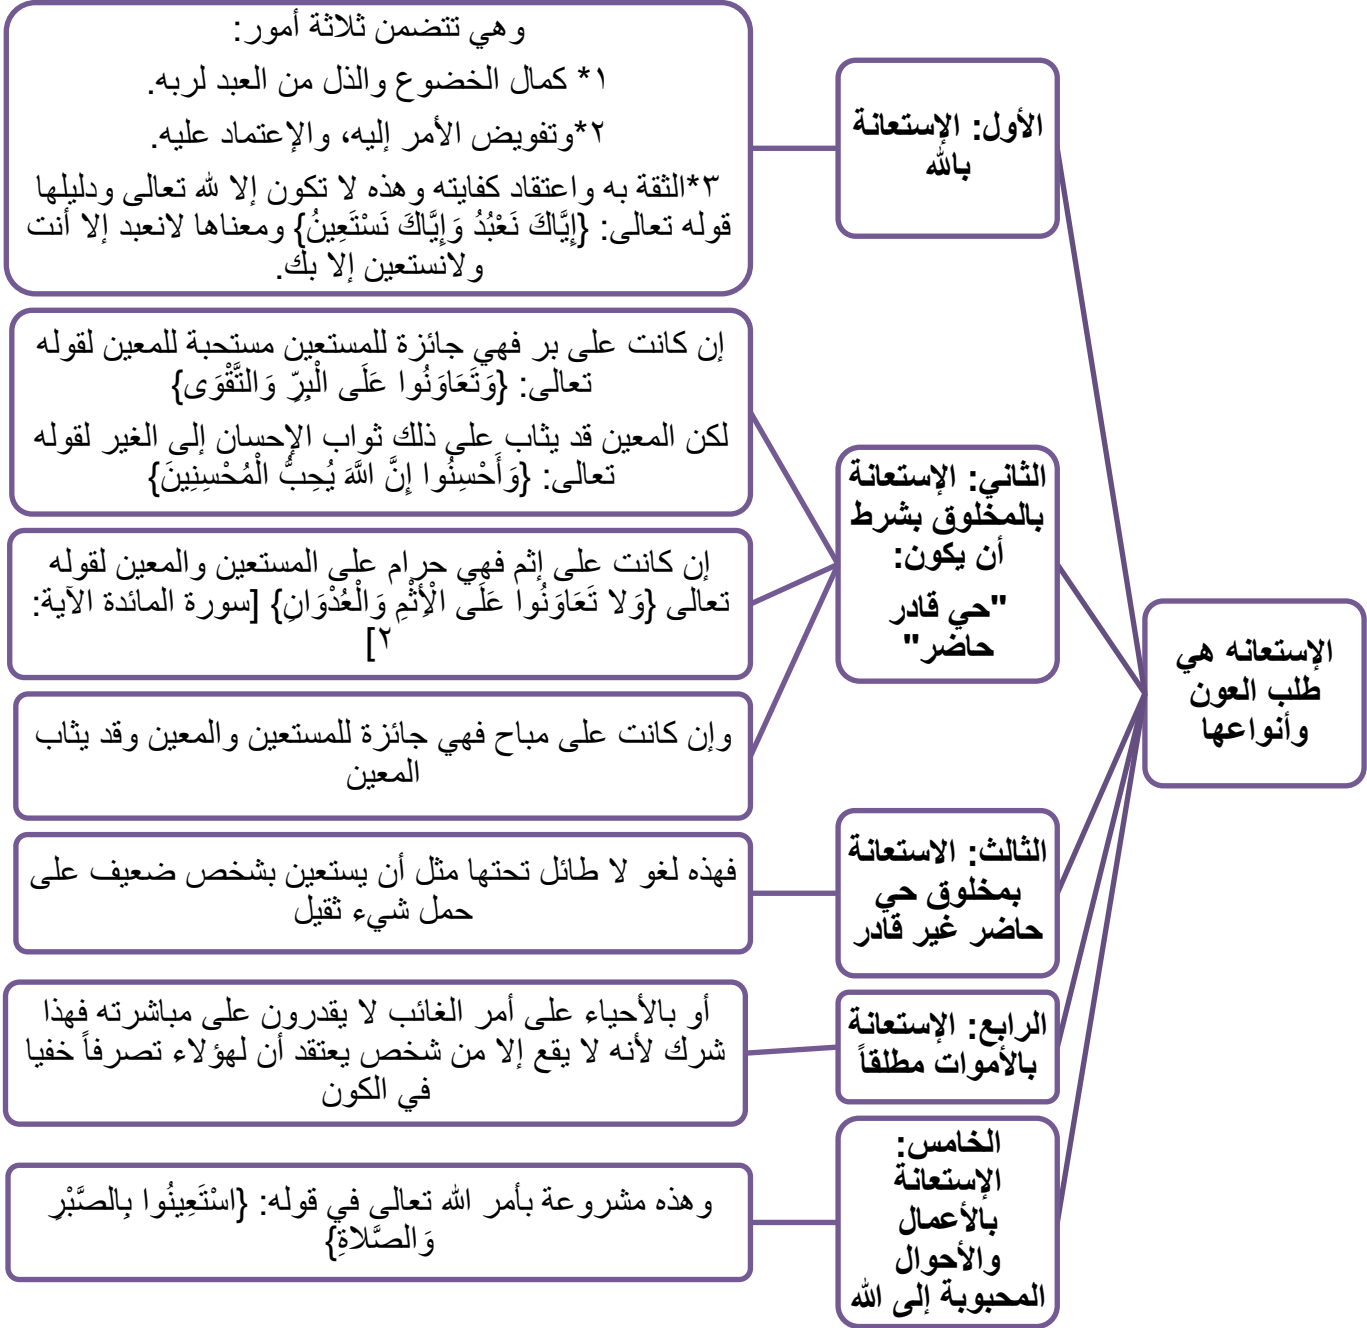 الإستعانه هي
طلب العون
وأنواعها
الأول: الإستعانة
بالله
وهي تتضمن ثلاثة أمور:
١* كمال الخضوع والذل من العبد لربه.
٢*وتفويض الأمر إليه، والإعتماد عليه.
٣*الثقة به واعتقاد كفايته وهذه لا تكون إلا لله تعالى ودليلها
قوله تعالى: {إِيَّاكَ نَعْبُدُ وَإِيَّاكَ نَسْتَعِينُ} ومعناها لانعبد إلا أنت
ولانستعين إلا بك.
الثاني: الإستعانة
بالمخلوق بشرط
أن يكون:
"حي قادر
حاضر"
إن كانت على بر فهي جائزة للمستعين مستحبة للمعين لقوله
تعالى: {وَتَعَاوَنُوا عَلَى الْبِرِّ وَالتَّقْوَى}
لكن المعين قد يثاب على ذلك ثواب الإحسان إلى الغير لقوله
تعالى: {وَأَحْسِنُوا إِنَّ اللَّهَ يُحِبُّ الْمُحْسِنِينَ}
إن كانت على إثم فهي حرام على المستعين والمعين لقوله
تعالى {وَلا تَعَاوَنُوا عَلَى الْأِثْمِ وَالْعُدْوَانِ} [سورة المائدة الآية:
٢]
وإن كانت على مباح فهي جائزة للمستعين والمعين وقد يثاب
المعين
الثالث: الاستعانة
بمخلوق حي
حاضر غير قادر
فهذه لغو لا طائل تحتها مثل أن يستعين بشخص ضعيف على
حمل شيء ثقيل
الرابع: الإستعانة
بالأموات مطلقاً
أو بالأحياء على أمر الغائب لا يقدرون على مباشرته فهذا
شرك لأنه لا يقع إلا من شخص يعتقد أن لهؤلاء تصرفاً خفيا
في الكون
الخامس:
الإستعانة
بالأعمال
والأحوال
المحبوبة إلى الله
وهذه مشروعة بأمر الله تعالى في قوله: {اسْتَعِينُوا بِالصَّبْرِ
وَالصَّلاةِ}